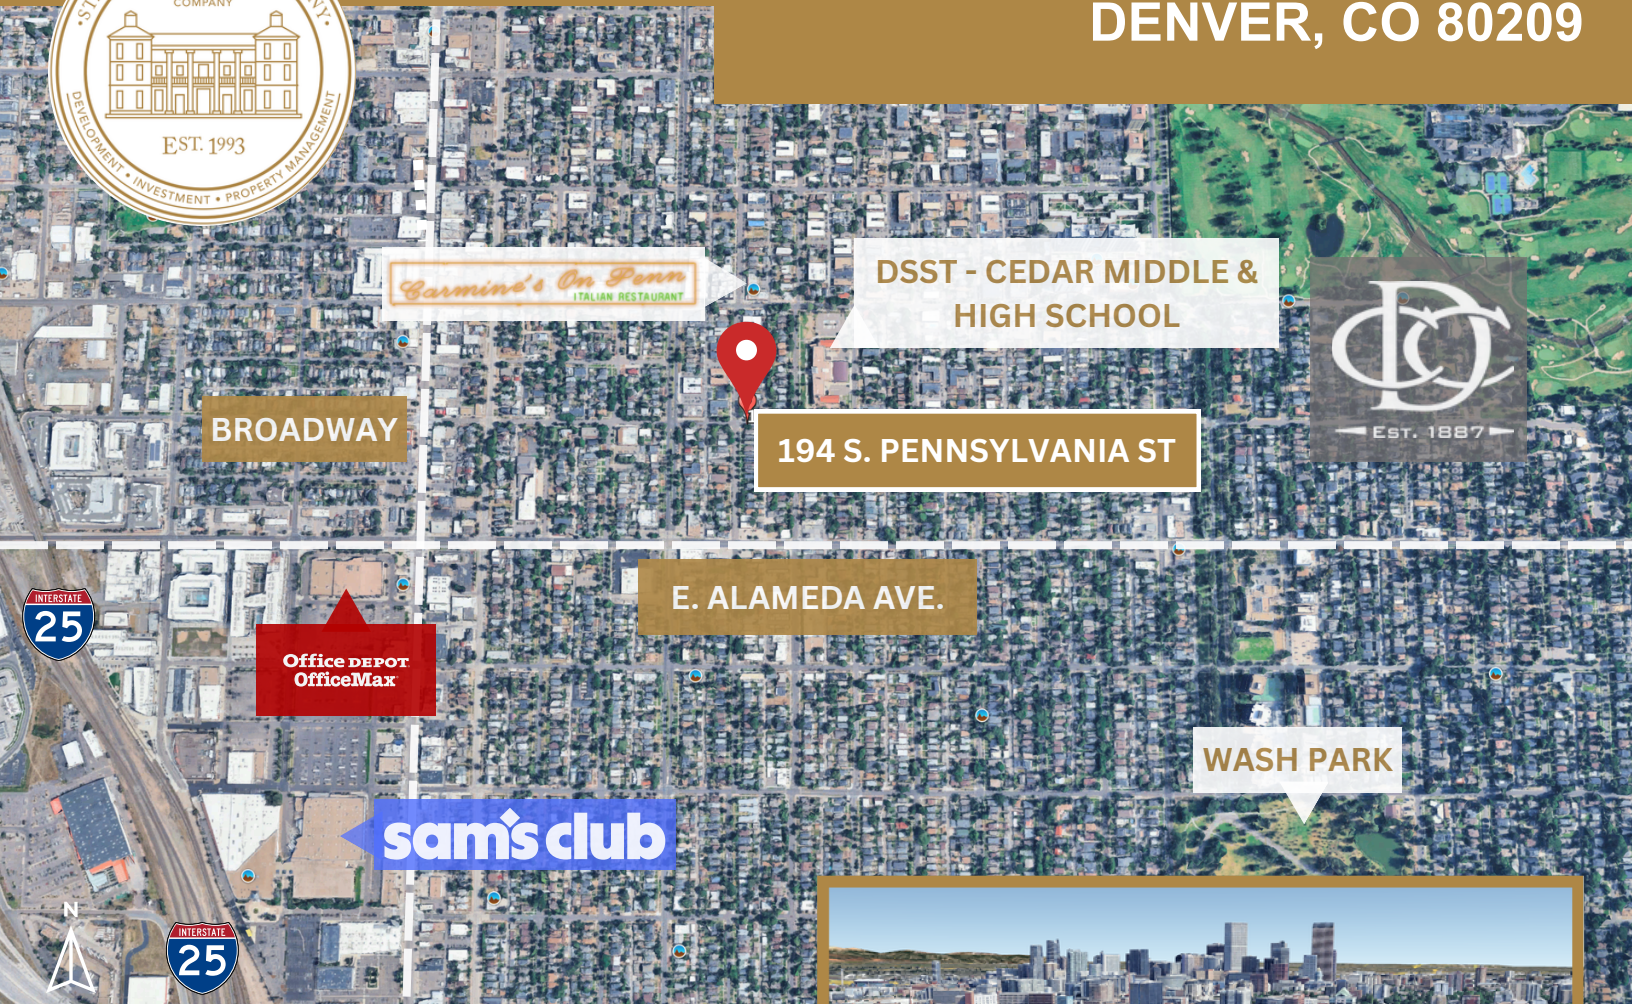 COMPANY
EST. 1993
DEVELOPMENT • INVESTMENT • PROPERTY MANAGEMENT
DENVER, CO 80209
Carmine's On Penn
ITALIAN RESTAURANT
DSST - CEDAR MIDDLE &
HIGH SCHOOL
DCC
EST. 1887
BROADWAY
194 S. PENNSYLVANIA ST
E. ALAMEDA AVE.
INTERSTATE
25
Office DEPOT
OfficeMax
WASH PARK
sam's club
N
INTERSTATE
25